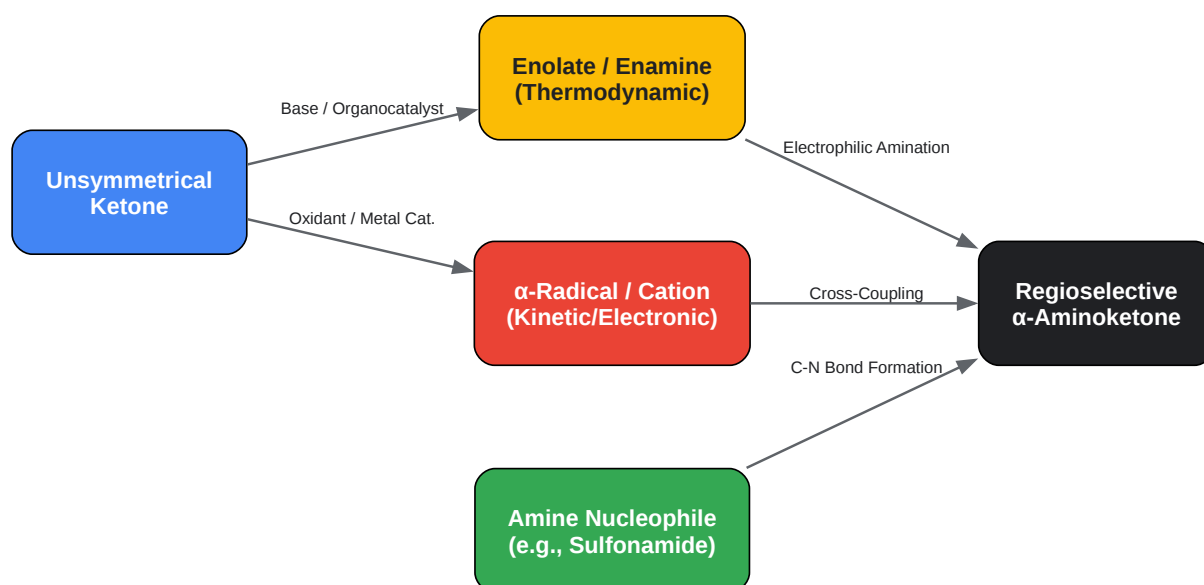 Enolate / Enamine
(Thermodynamic)
Base / Organocatalyst
Electrophilic Amination
Unsymmetrical
Ketone
Oxidant / Metal Cat.
α-Radical / Cation
(Kinetic/Electronic)
Cross-Coupling
Regioselective
α-Aminoketone
C-N Bond Formation
Amine Nucleophile
(e.g., Sulfonamide)